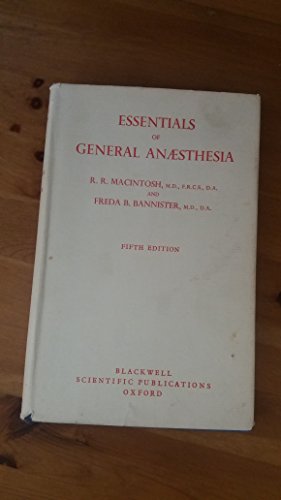 ESSENTIALS
OF
GENERAL ANÆSTHESIA
R. R. MACINTOSH, M.D., F.R.C.S., D.A.
AND
FREDA B. BANNISTER, M.D., D.A.
FIFTH EDITION
BLACKWELL
SCIENTIFIC PUBLICATIONS
OXFORD